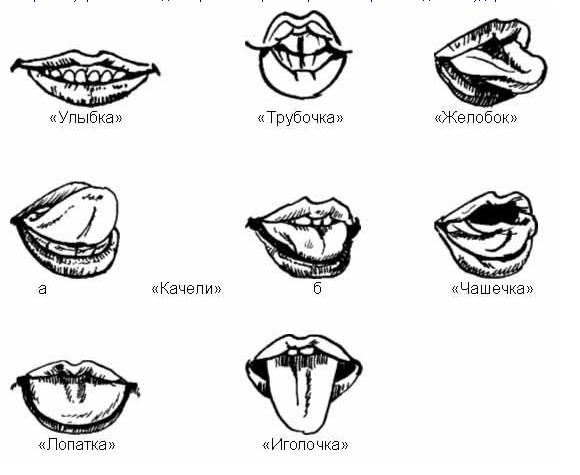 «Улыбка» «Трубочка» «Желобок»
а «Качели» б «Чашечка»
«Лопатка» «Иголочка»